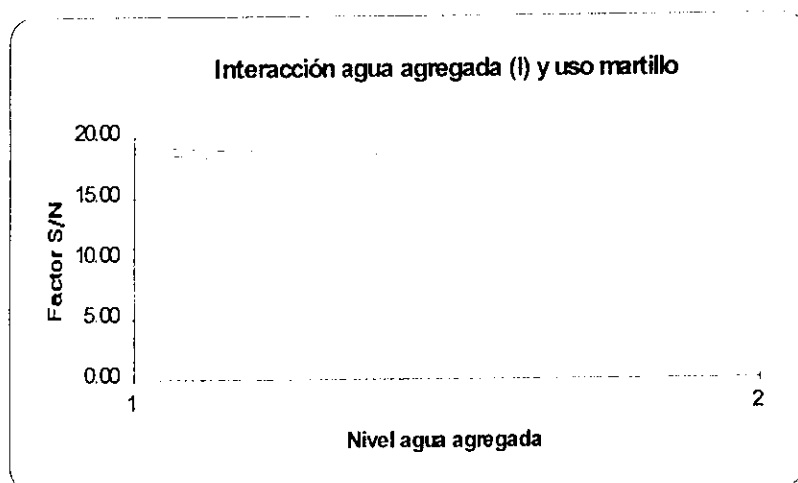 Interacción agua agregada (l) y uso martillo
20.00
15.00
10.00
5.00
0.00
Factor S/N
1
2
Nivel agua agregada